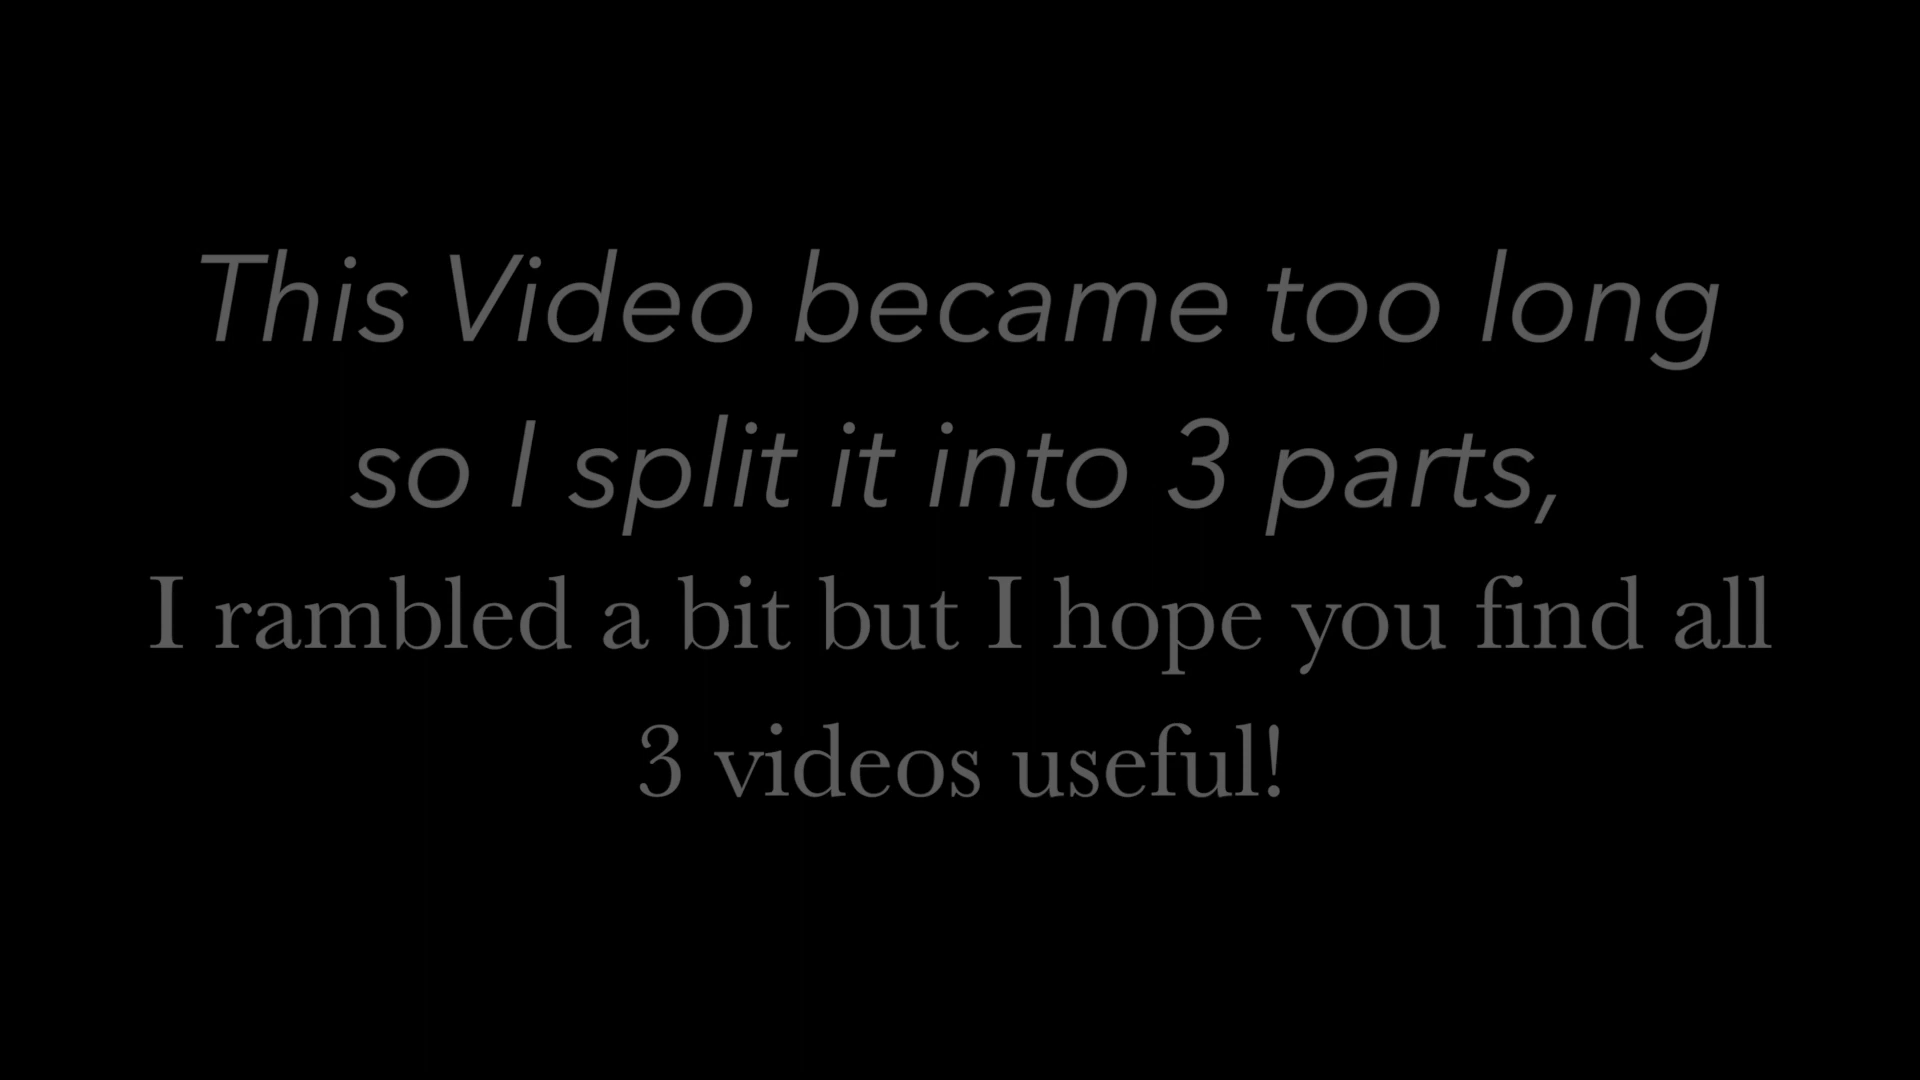 This Video became too long
so I split it into 3 parts,
I rambled a bit but I hope you find all
3 videos useful!